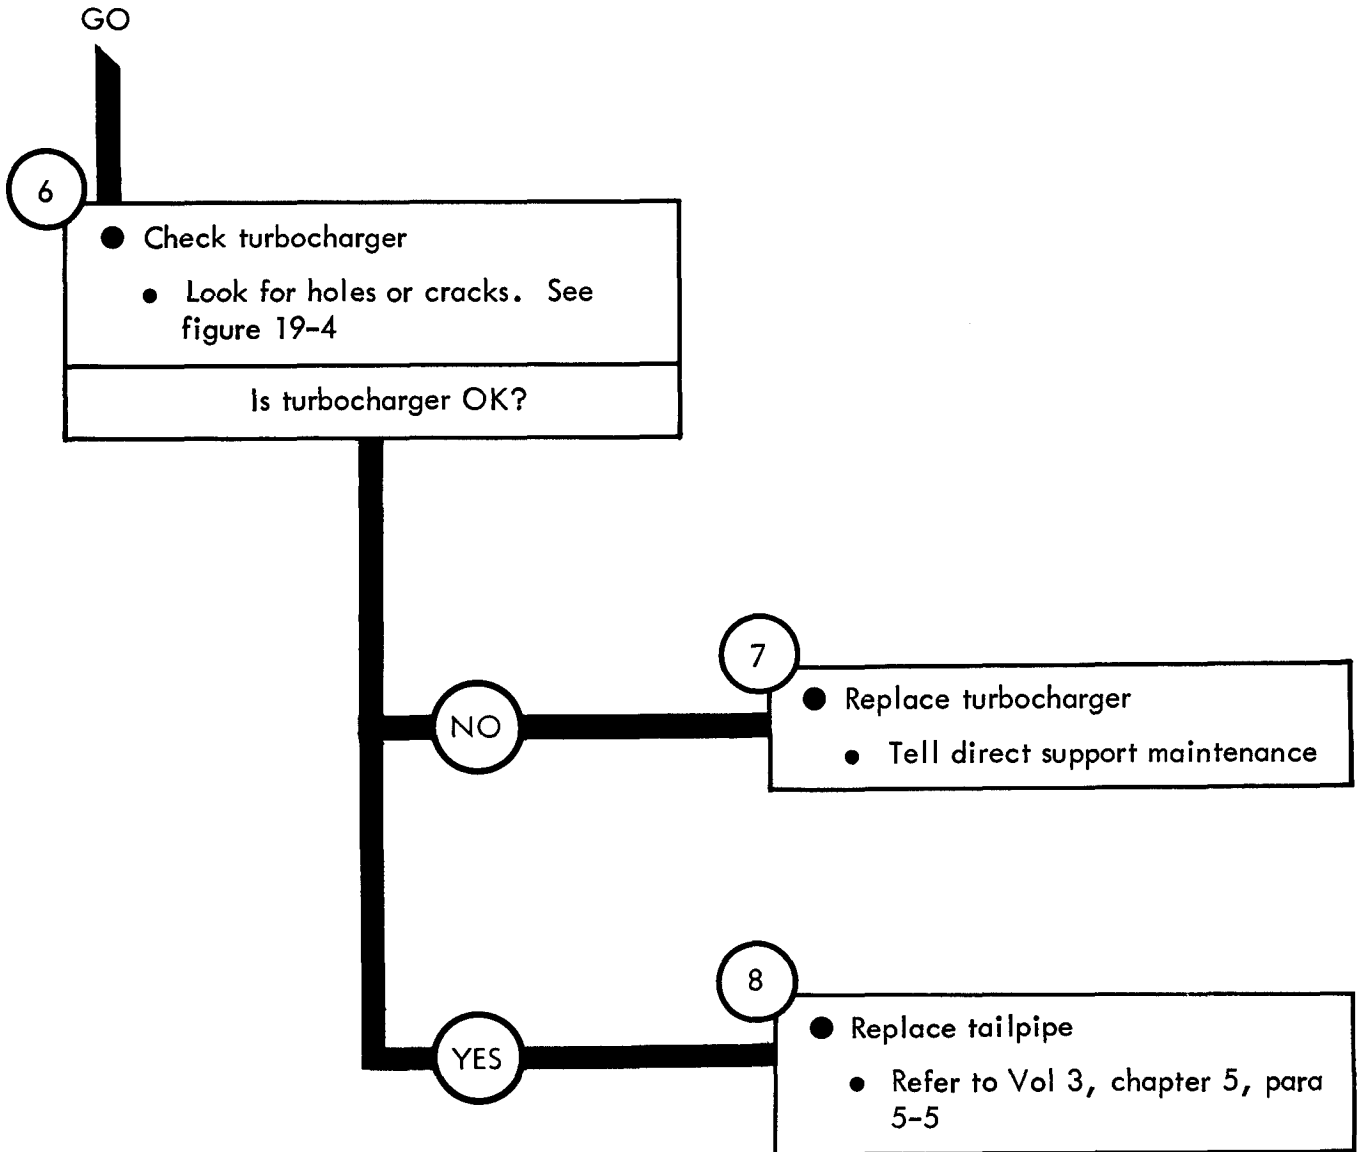 GO
6
● Check turbocharger
● Look for holes or cracks. See
figure 19-4
Is turbocharger OK?
7
NO
● Replace turbocharger
● Tell direct support maintenance
8
YES
● Replace tailpipe
● Refer to Vol 3, chapter 5, para
5-5